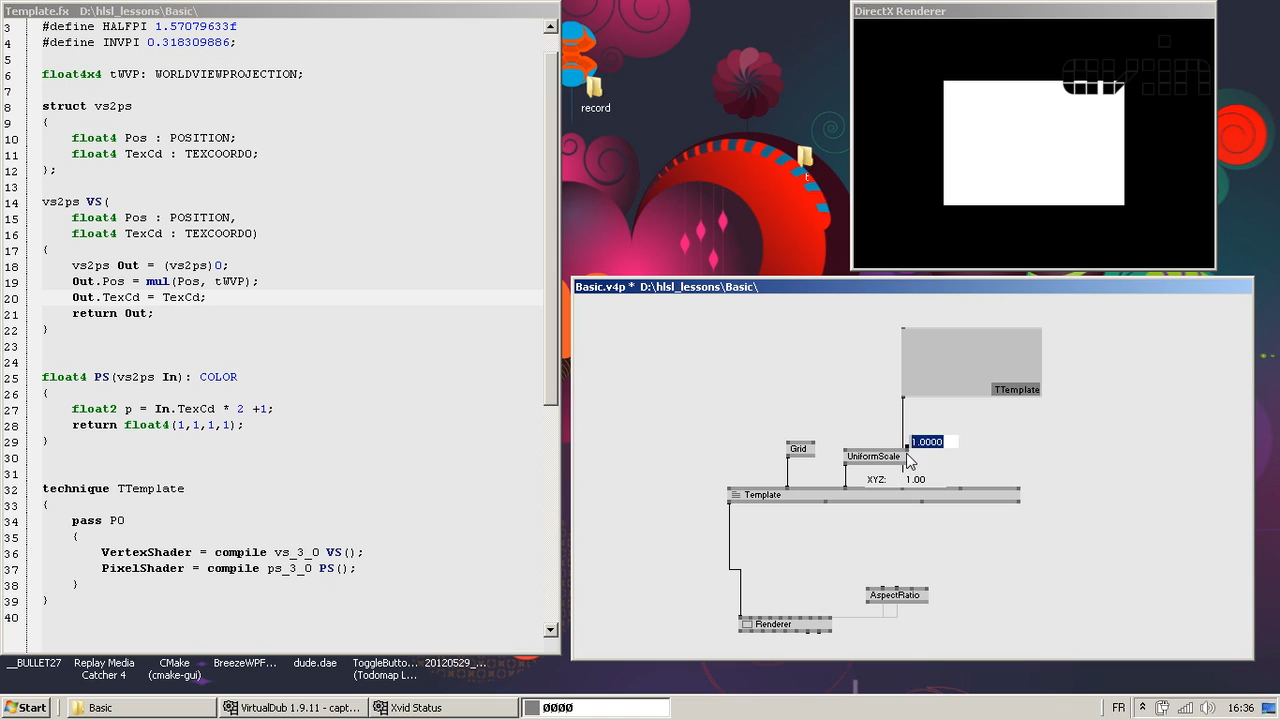 Template.fx  D:\hlsl_lessons\Basic\
3 #define HALFPI 1.57079633f
4 #define INVPI 0.318309886;
5
6 float4x4 tWVP: WORLDVIEWPROJECTION;
7
8 struct vs2ps
9 {
10 float4 Pos : POSITION;
11 float4 TexCd : TEXCOORD0;
12 };
13
14 vs2ps VS(
15 float4 Pos : POSITION,
16 float4 TexCd : TEXCOORD0)
17 {
18 vs2ps Out = (vs2ps)0;
19 Out.Pos = mul(Pos, tWVP);
20 Out.TexCd = TexCd;
21 return Out;
22 }
23
24
25 float4 PS(vs2ps In): COLOR
26 {
27 float2 p = In.TexCd * 2 +1;
28 return float4(1,1,1,1);
29 }
30
31
32 technique TTemplate
33 {
34 pass P0
35 {
36 VertexShader = compile vs_3_0 VS();
37 PixelShader = compile ps_3_0 PS();
38 }
39 }
40
record
t
DirectX Renderer
Basic.v4p * D:\hlsl_lessons\Basic\
TTemplate
1.0000
Grid
UniformScale
XYZ: 1.00
Template
AspectRatio
Renderer
__BULLET27
Replay Media
Catcher 4
CMake
(cmake-gui)
BreezeWPF...
dude.dae
ToggleButto...
(Todomap L...
20120529_...
Start
Basic
VirtualDub 1.9.11 - capt...
Xvid Status
0000
FR
16:36